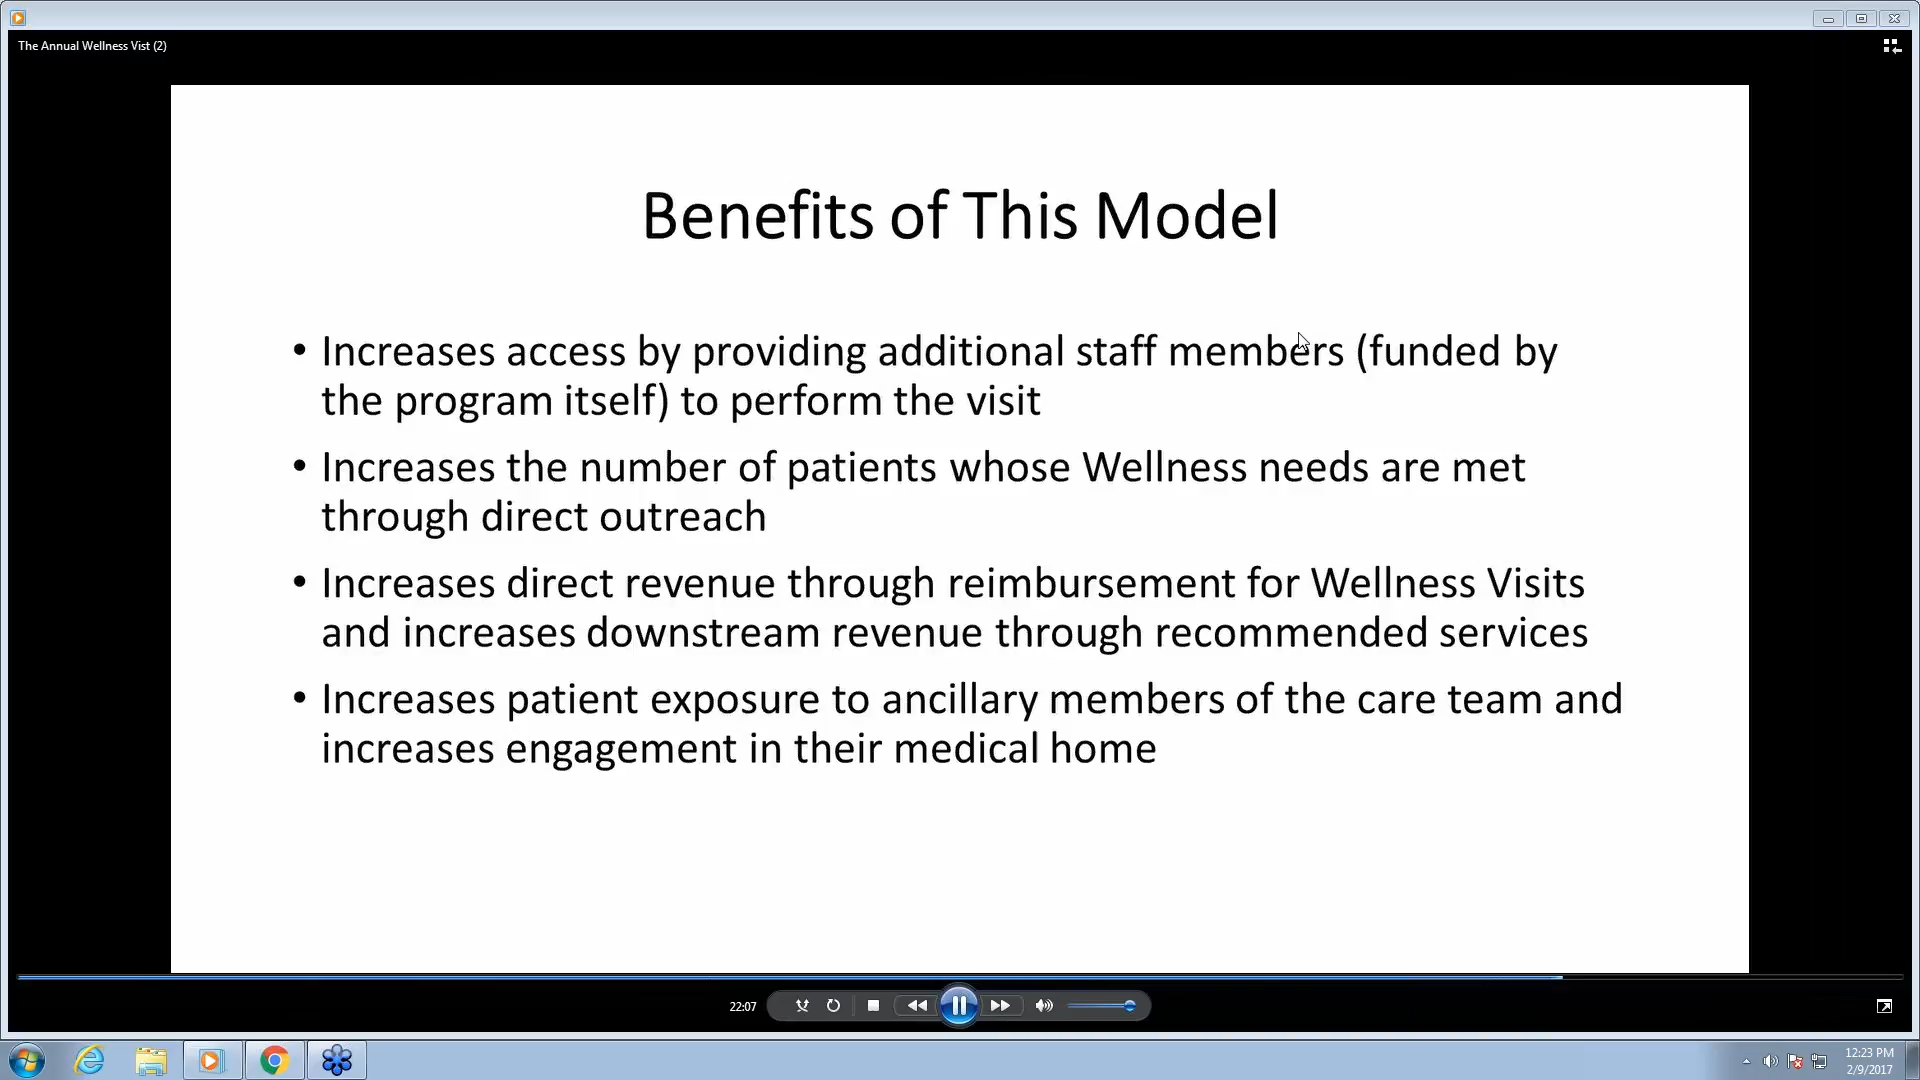 The Annual Wellness Vist (2)
Benefits of This Model
• Increases access by providing additional staff members (funded by
the program itself) to perform the visit
• Increases the number of patients whose Wellness needs are met
through direct outreach
• Increases direct revenue through reimbursement for Wellness Visits
and increases downstream revenue through recommended services
• Increases patient exposure to ancillary members of the care team and
increases engagement in their medical home
22:07
12:23 PM
2/9/2017